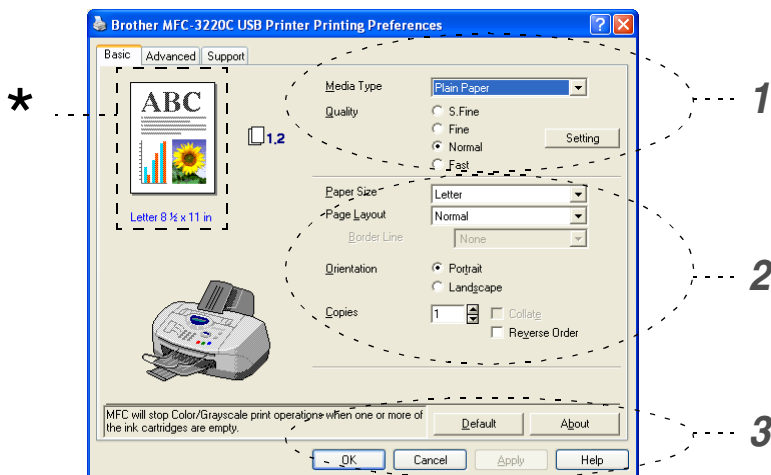 Brother MFC-3220C USB Printer Printing Preferences
Basic Advanced Support
*
ABC
1.2
Letter 8 ½ x 11 in
Media Type Plain Paper
Quality S.Fine
Fine
Normal
Fast
Setting
1
Paper Size Letter
Page Layout Normal
Border Line None
Orientation Portrait
Landscape
Copies 1 Collate
Reverse Order
2
MFC will stop Color/Grayscale print operations when one or more of
the ink cartridges are empty.
Default About
3
OK Cancel Apply Help